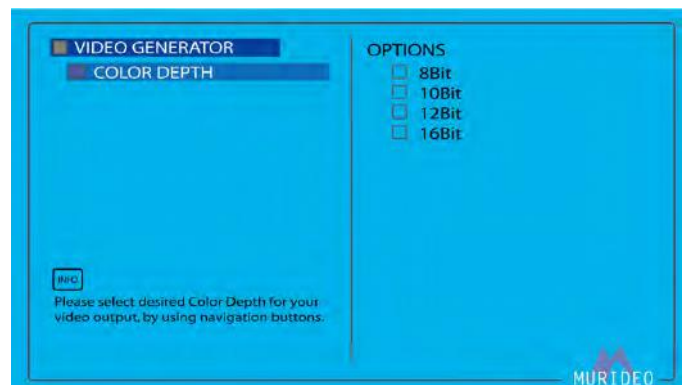 VIDEO GENERATOR
COLOR DEPTH
INFO
Please select desired Color Depth for your
video output, by using navigation buttons.
OPTIONS
8Bit
10Bit
12Bit
16Bit
MURIDEO